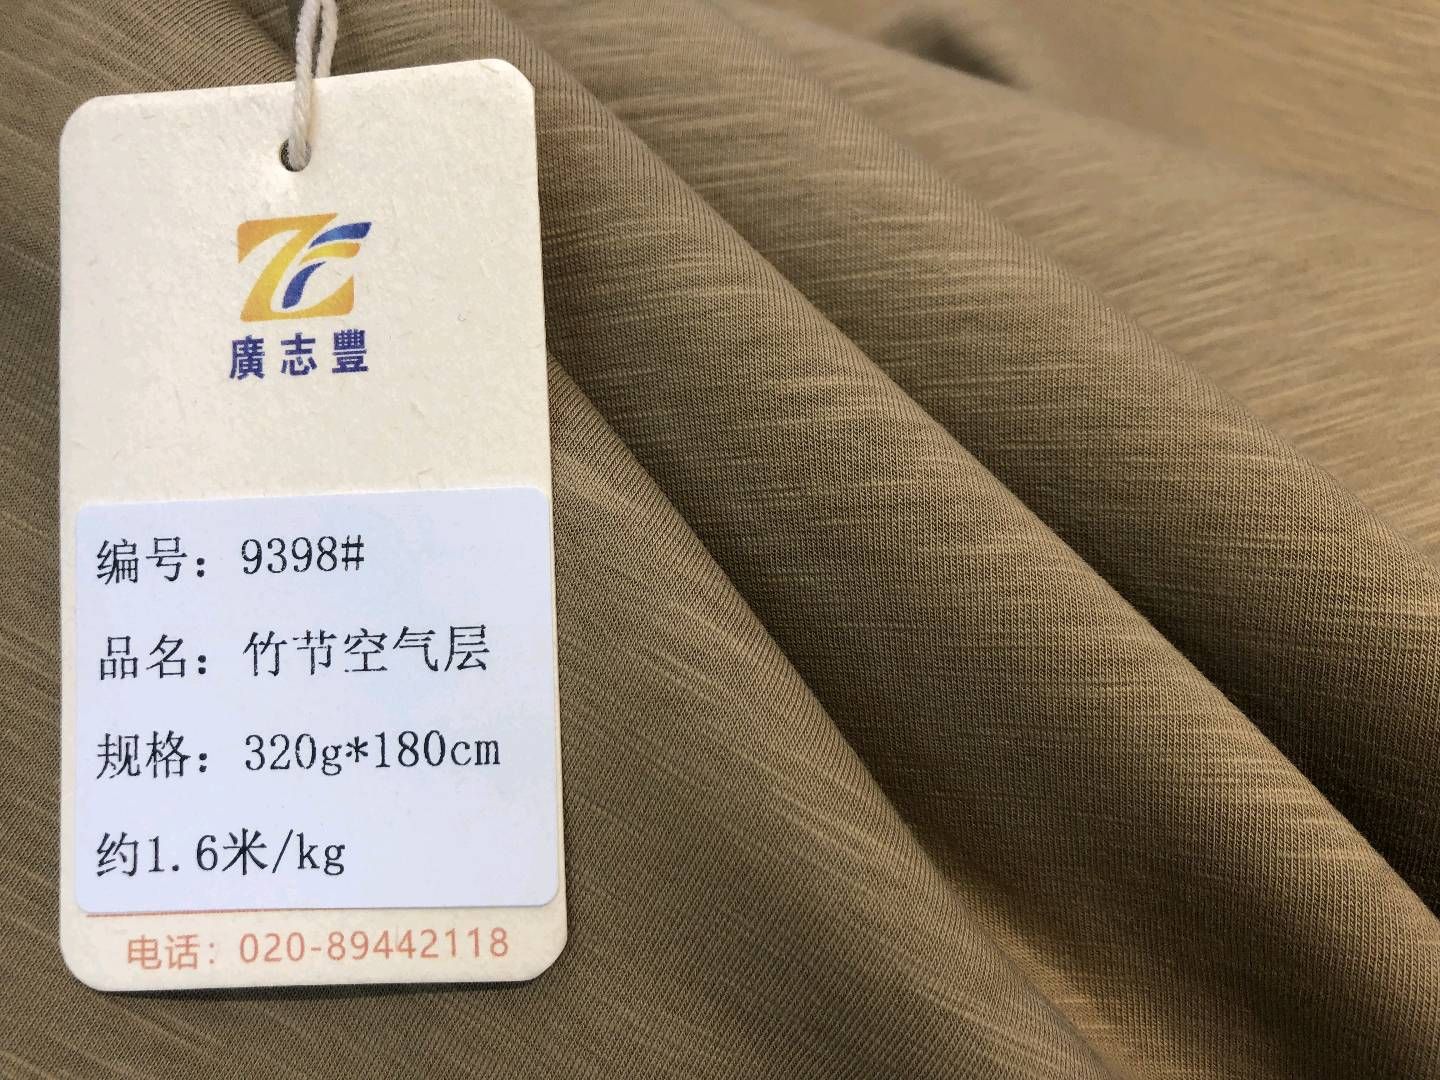 廣志豐
编号：9398#
品名：竹节空气层
规格：320g*180cm
约1.6米/kg
电话：020-89442118